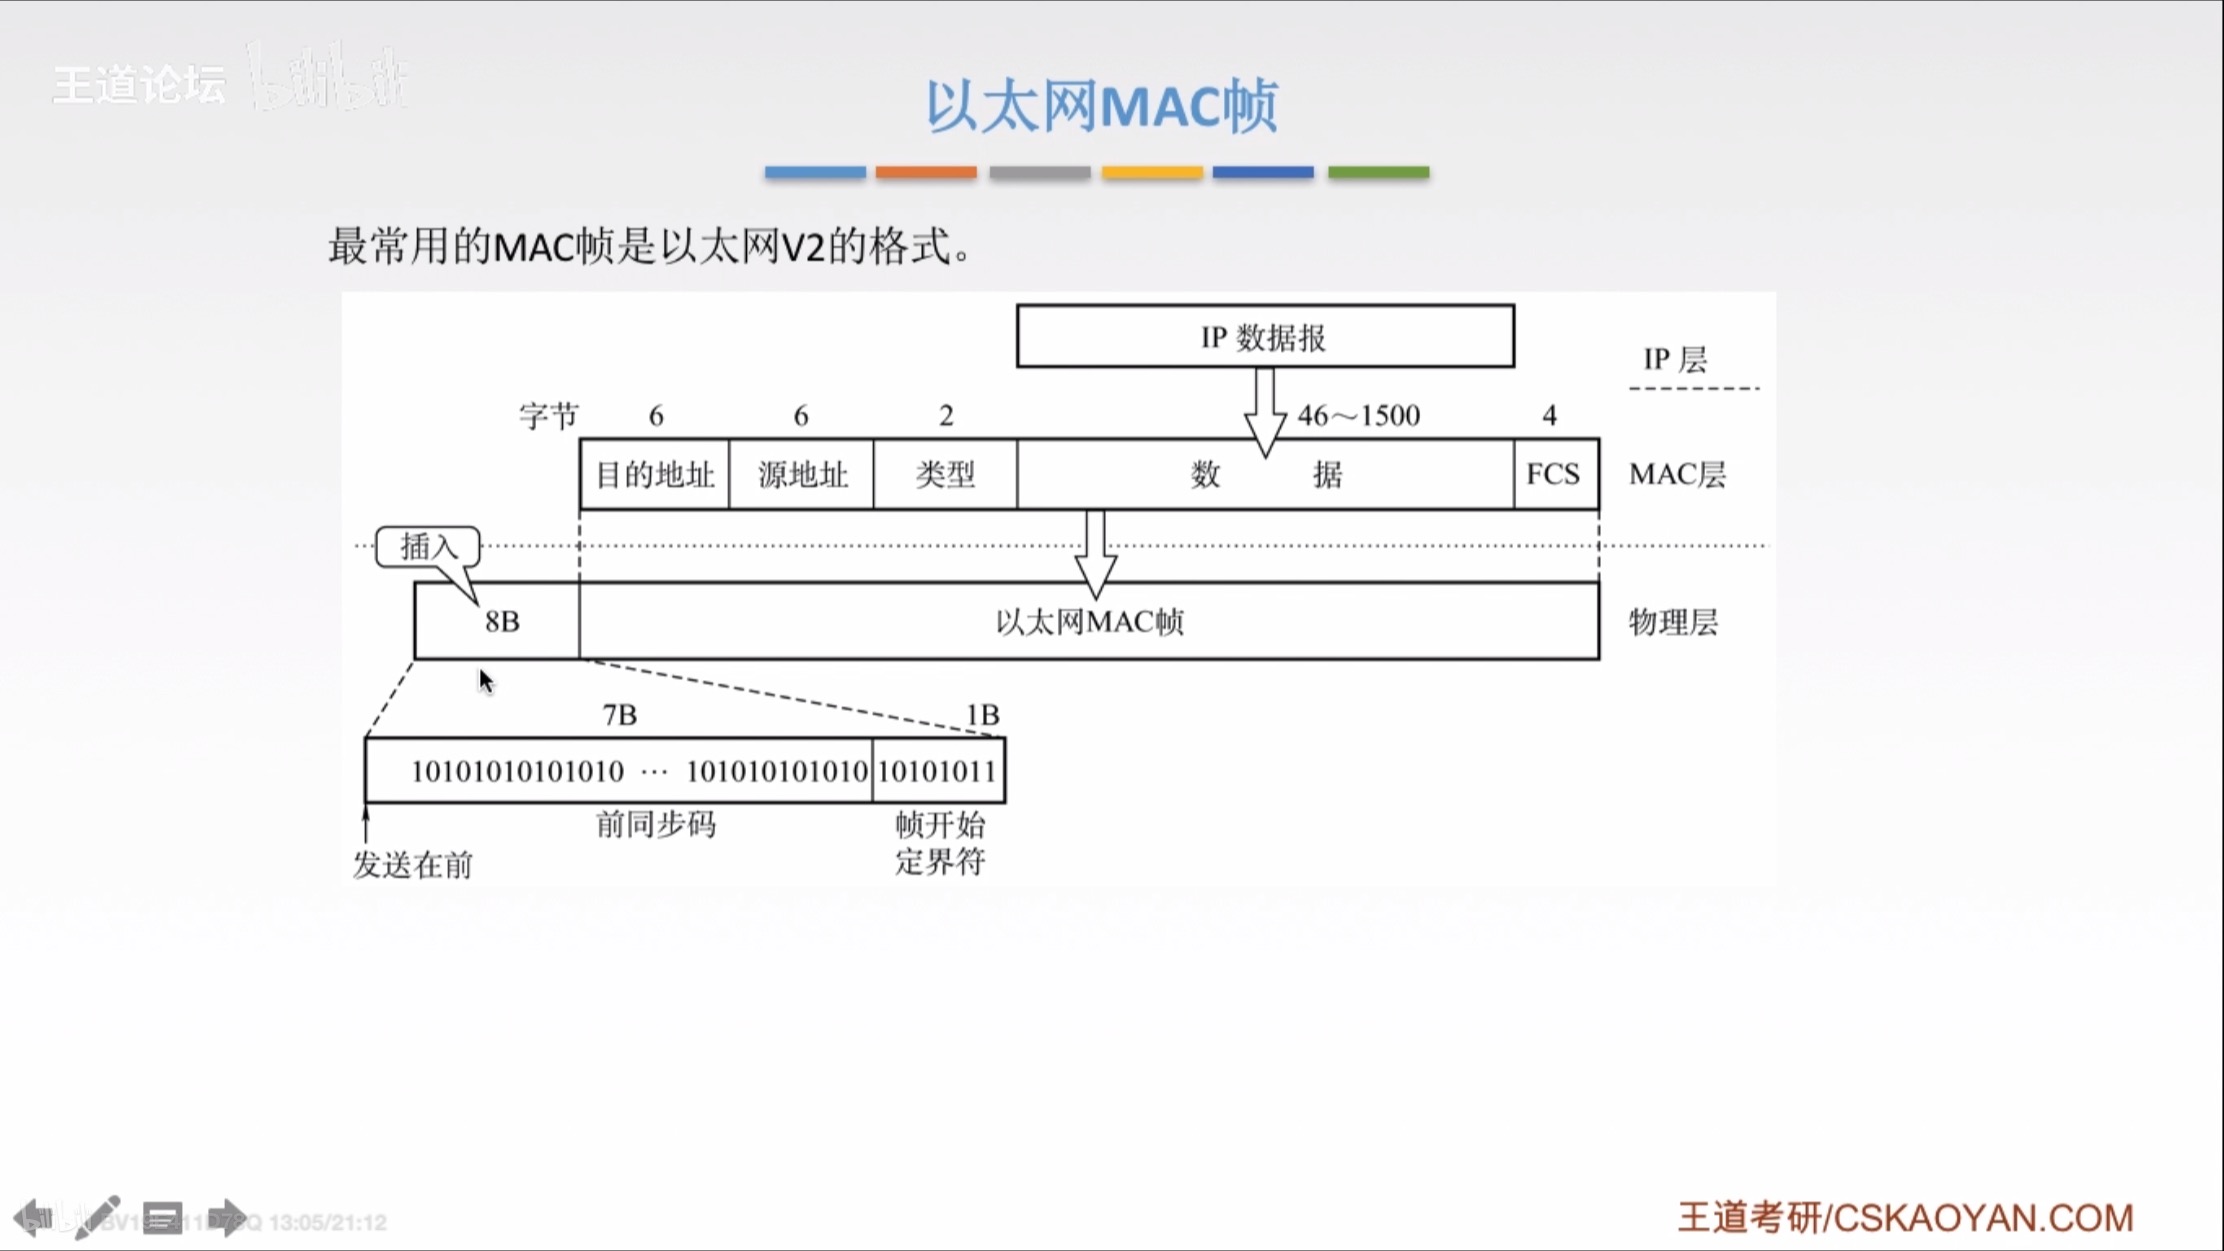 王道论坛 bilibili
以太网MAC帧
最常用的MAC帧是以太网V2的格式。
IP 数据报
IP 层
字节 6 6 2 46～1500 4
目的地址 源地址 类型 数 据 FCS MAC层
插入
8B 以太网MAC帧 物理层
7B 1B
10101010101010 … 101010101010 10101011
前同步码 帧开始
定界符
发送在前
13:05/21:12
王道考研/CSKAOYAN.COM